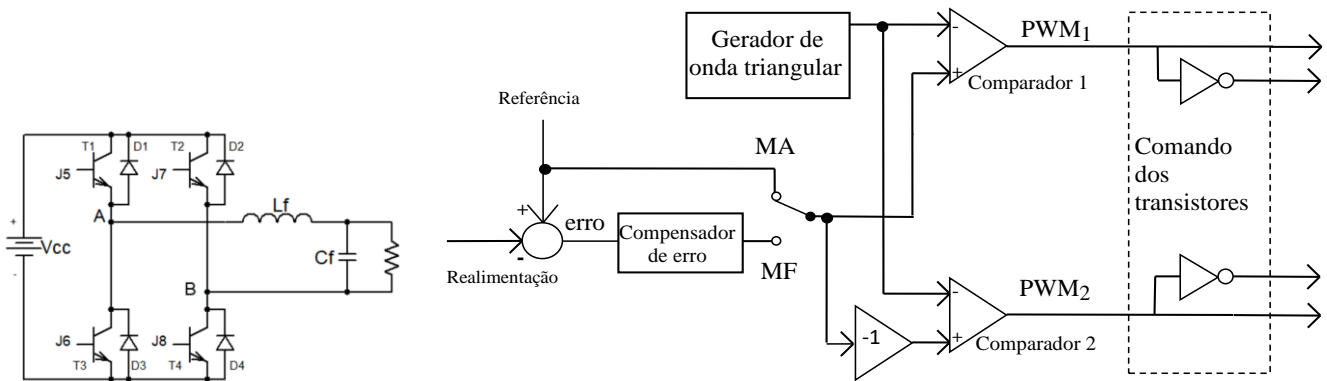 T1
D1
T2
D2
J5
J7
A
Lf
+
Vcc
-
Cf
B
J6
J8
T3
D3
T4
D4
Gerador de
onda triangular
-
+
Comparador 1
PWM1
Referência
MA
+
erro
-
Realimentação
Compensador
de erro
MF
Comando
dos
transistores
-
+
Comparador 2
PWM2
-1